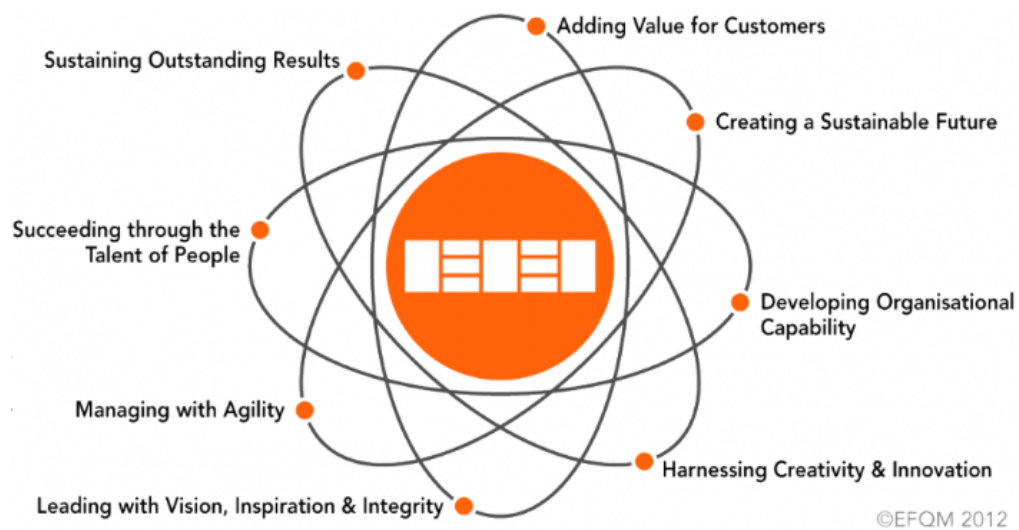 Adding Value for Customers
Sustaining Outstanding Results
Creating a Sustainable Future
Succeeding through the
Talent of People
Developing Organisational
Capability
Managing with Agility
Harnessing Creativity & Innovation
Leading with Vision, Inspiration & Integrity
©EFQM 2012